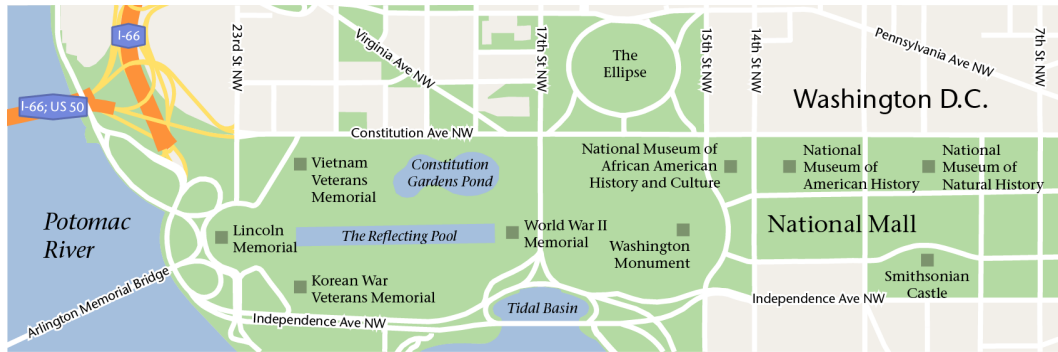 I-66
I-66; US 50
23rd St NW
Virginia Ave NW
17th St NW
The
Ellipse
15th St NW
14th St NW
Pennsylvania Ave NW
7th St NW
Washington D.C.
Constitution Ave NW
Vietnam
Veterans
Memorial
Constitution
Gardens Pond
National Museum of
African American
History and Culture
National
Museum of
American History
National
Museum of
Natural History
Potomac
River
Lincoln
Memorial
The Reflecting Pool
World War II
Memorial
Washington
Monument
National Mall
Korean War
Veterans Memorial
Smithsonian
Castle
Arlington Memorial Bridge
Independence Ave NW
Tidal Basin
Independence Ave NW